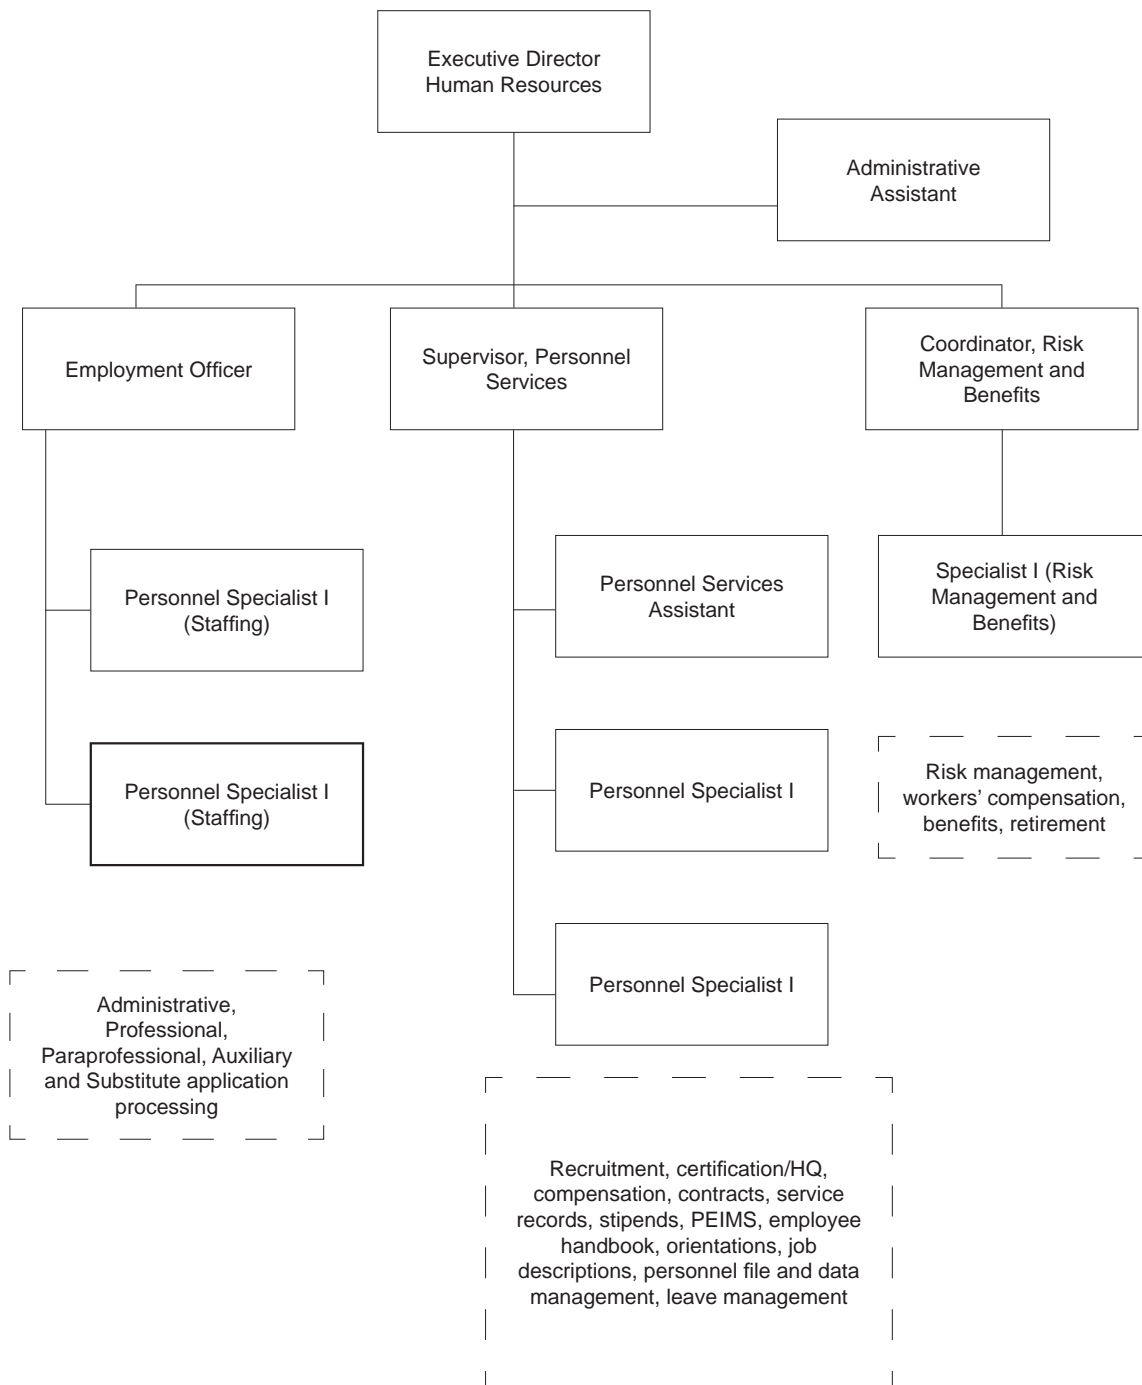 Executive Director
Human Resources
Administrative
Assistant
Employment Officer
Supervisor, Personnel
Services
Coordinator, Risk
Management and
Benefits
Personnel Specialist I
(Staffing)
Personnel Services
Assistant
Specialist I (Risk
Management and
Benefits)
Personnel Specialist I
(Staffing)
Personnel Specialist I
Risk management,
workers’ compensation,
benefits, retirement
Personnel Specialist I
Administrative,
Professional,
Paraprofessional, Auxiliary
and Substitute application
processing
Recruitment, certification/HQ,
compensation, contracts, service
records, stipends, PEIMS, employee
handbook, orientations, job
descriptions, personnel file and data
management, leave management